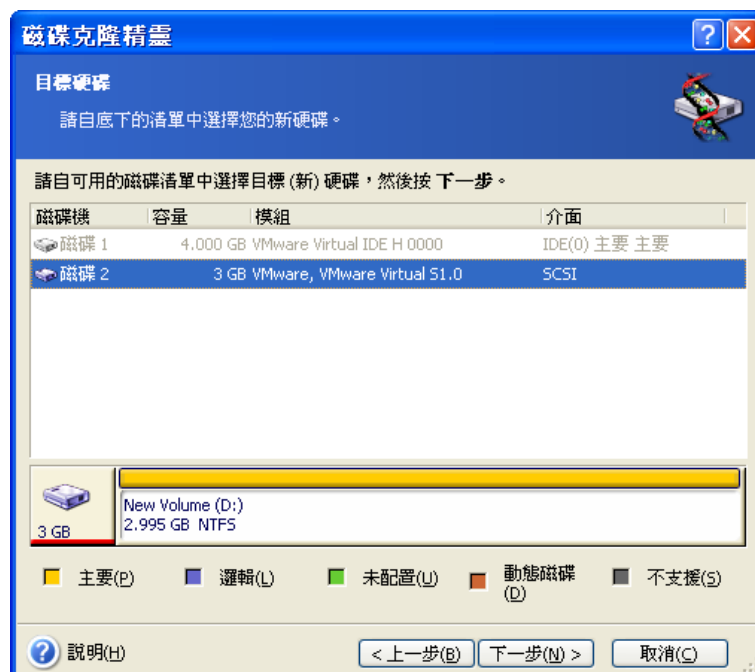 磁碟克隆精靈
目標硬碟
請自底下的清單中選擇您的新硬碟。
請自可用的磁碟清單中選擇目標 (新) 硬碟，然後按 下一步。
磁碟機 容量 模組 介面
磁碟 1 4.000 GB VMware Virtual IDE H 0000 IDE(0) 主要 主要
磁碟 2 3 GB VMware, VMware Virtual S1.0 SCSI
New Volume (D:)
3 GB 2.995 GB NTFS
主要(P) 邏輯(L) 未配置(U) 動態磁碟(D) 不支援(S)
說明(H) < 上一步(B) 下一步(N) > 取消(C)